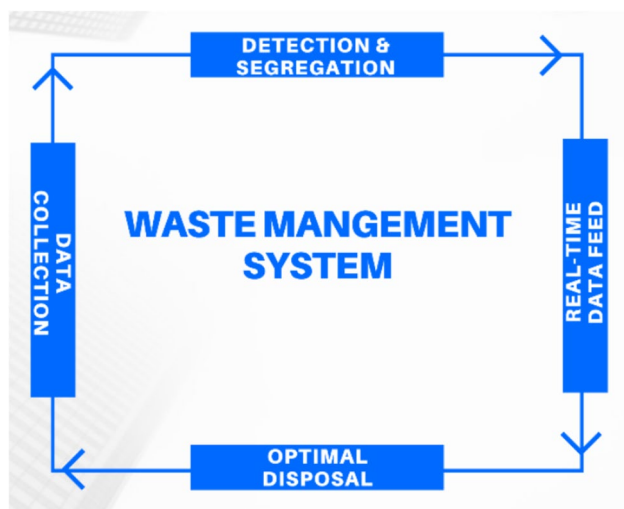 DETECTION &
SEGREGATION
DATA
COLLECTION
WASTE MANGEMENT
SYSTEM
REAL-TIME
DATA FEED
OPTIMAL
DISPOSAL